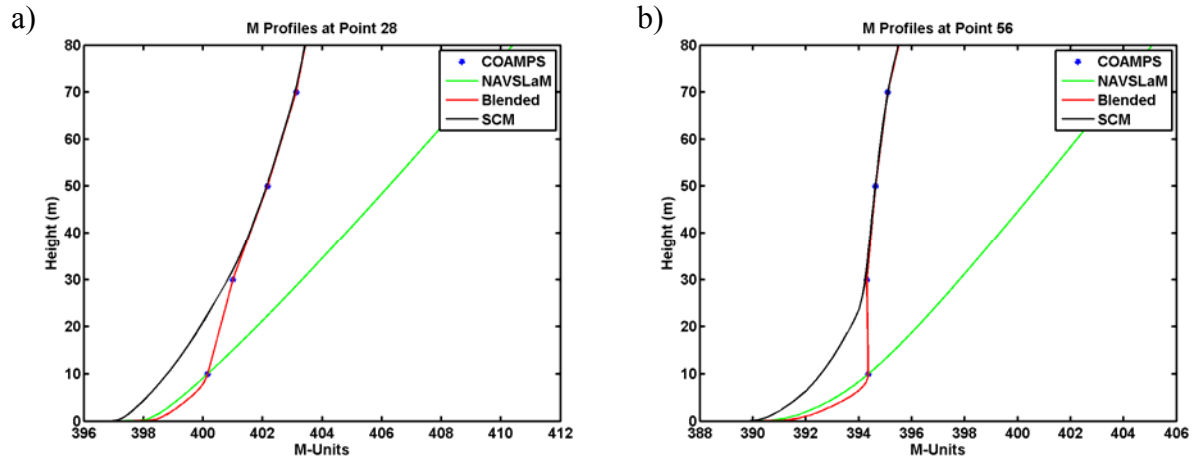 a)
M Profiles at Point 28
80
70
60
50
40
30
20
10
0
Height (m)
396 398 400 402 404 406 408 410 412
M-Units
COAMPS
NAVSLaM
Blended
SCM
b)
M Profiles at Point 56
80
70
60
50
40
30
20
10
0
Height (m)
388 390 392 394 396 398 400 402 404 406
M-Units
COAMPS
NAVSLaM
Blended
SCM